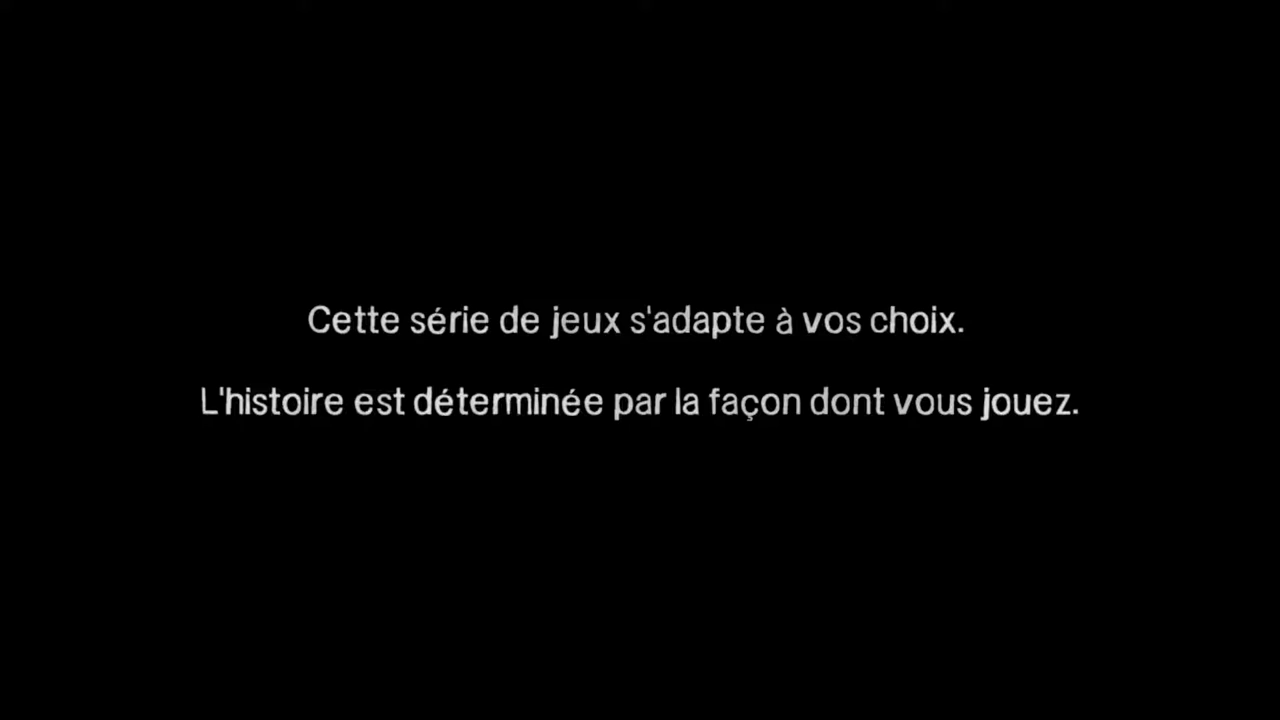 Cette série de jeux s'adapte à vos choix.
L'histoire est déterminée par la façon dont vous jouez.